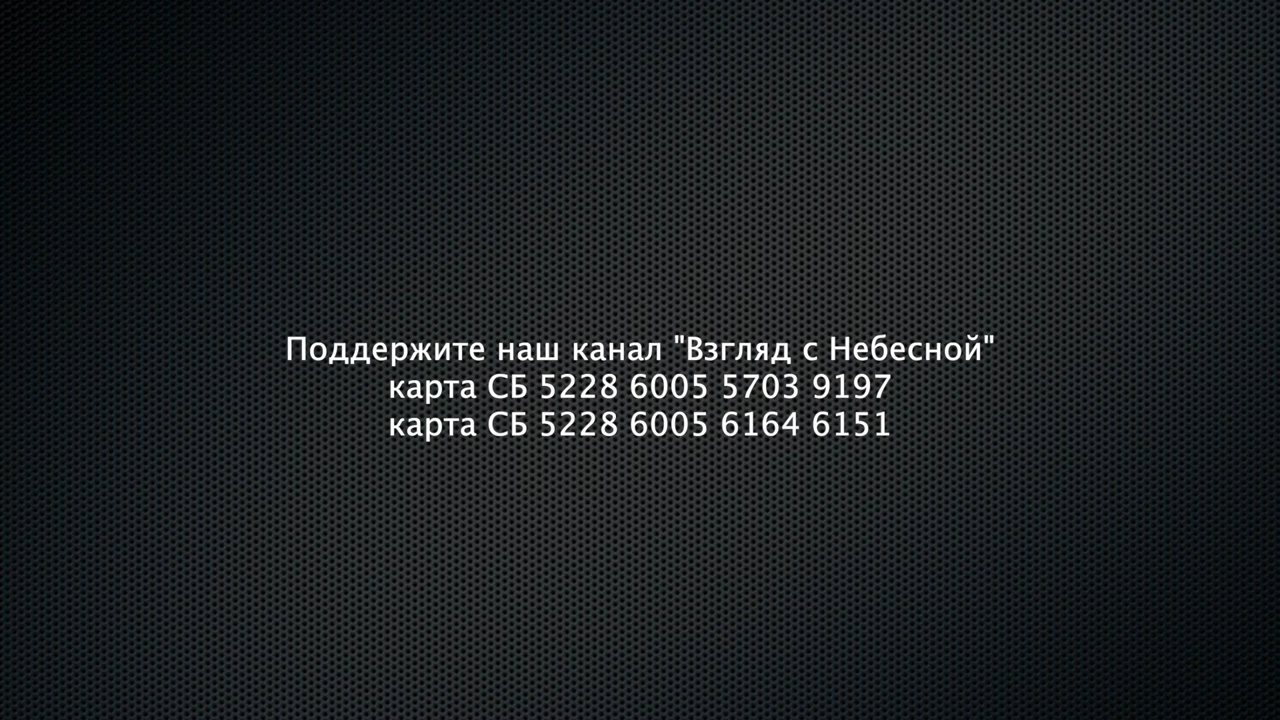 Поддержите наш канал "Взгляд с Небесной"
карта СБ 5228 6005 5703 9197
карта СБ 5228 6005 6164 6151